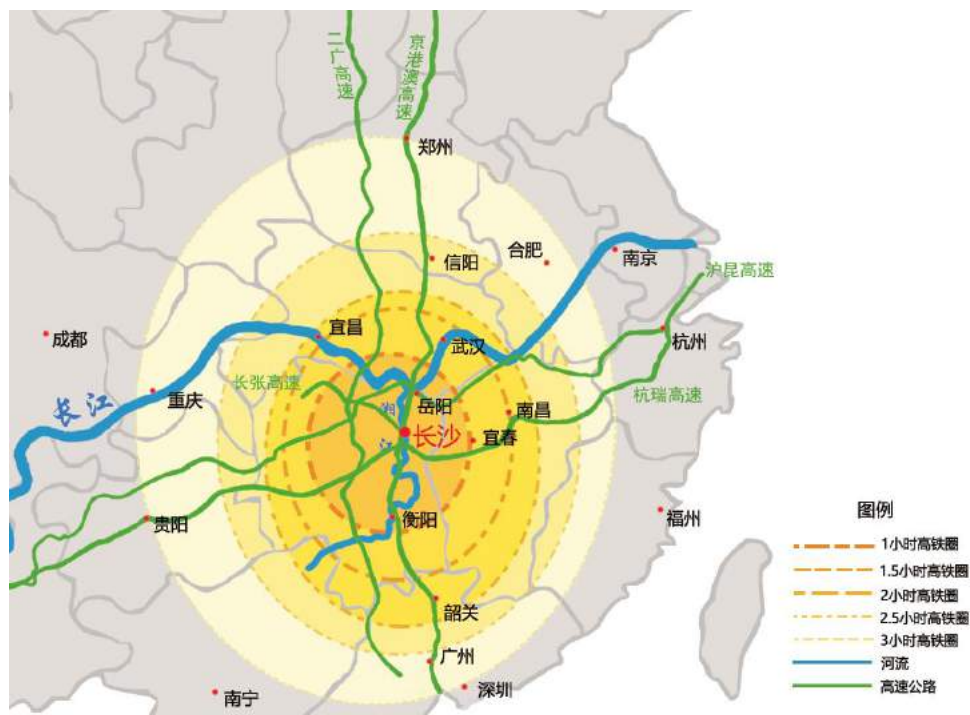 二广高速
京港澳高速
郑州
信阳
合肥
南京
沪昆高速
宜昌
武汉
杭州
成都
长张高速
岳阳
南昌
杭瑞高速
重庆
长江
湘
江
长沙
宜春
贵阳
衡阳
福州
韶关
广州
深圳
南宁
图例
1小时高铁圈
1.5小时高铁圈
2小时高铁圈
2.5小时高铁圈
3小时高铁圈
河流
高速公路